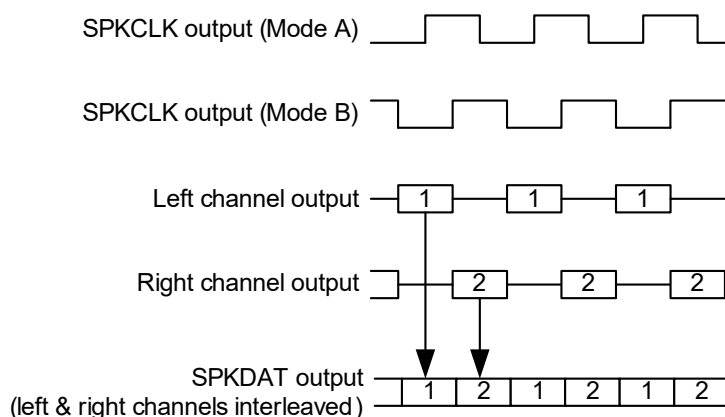 SPKCLK output (Mode A)
SPKCLK output (Mode B)
Left channel output 1 1 1
Right channel output 2 2 2
SPKDAT output
(left & right channels interleaved) 1 2 1 2 1 2